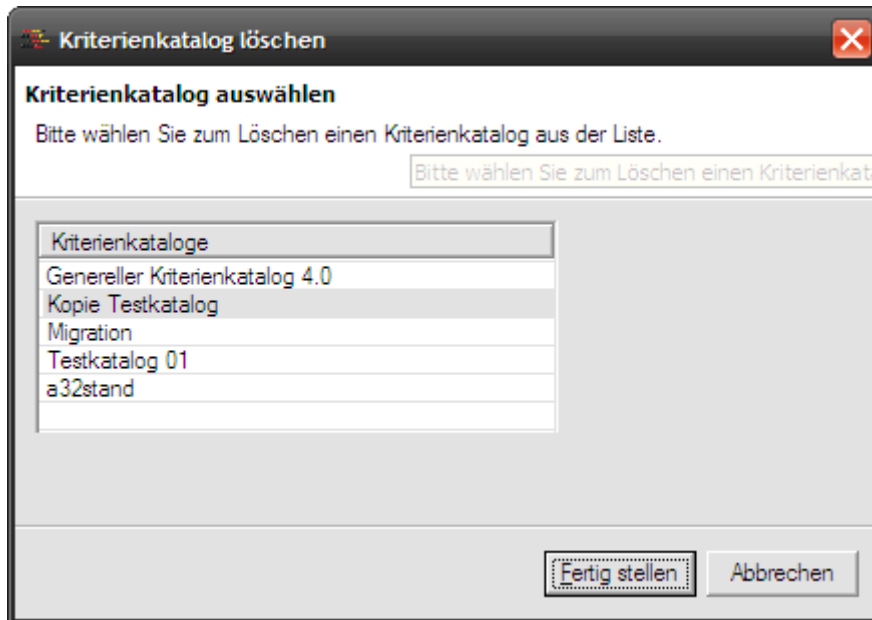 Kriterienkatalog löschen
Kriterienkatalog auswählen
Bitte wählen Sie zum Löschen einen Kriterienkatalog aus der Liste.
Bitte wählen Sie zum Löschen einen Kriterienkat
Kriterienkataloge
Genereller Kriterienkatalog 4.0
Kopie Testkatalog
Migration
Testkatalog 01
a32stand
Fertig stellen Abbrechen